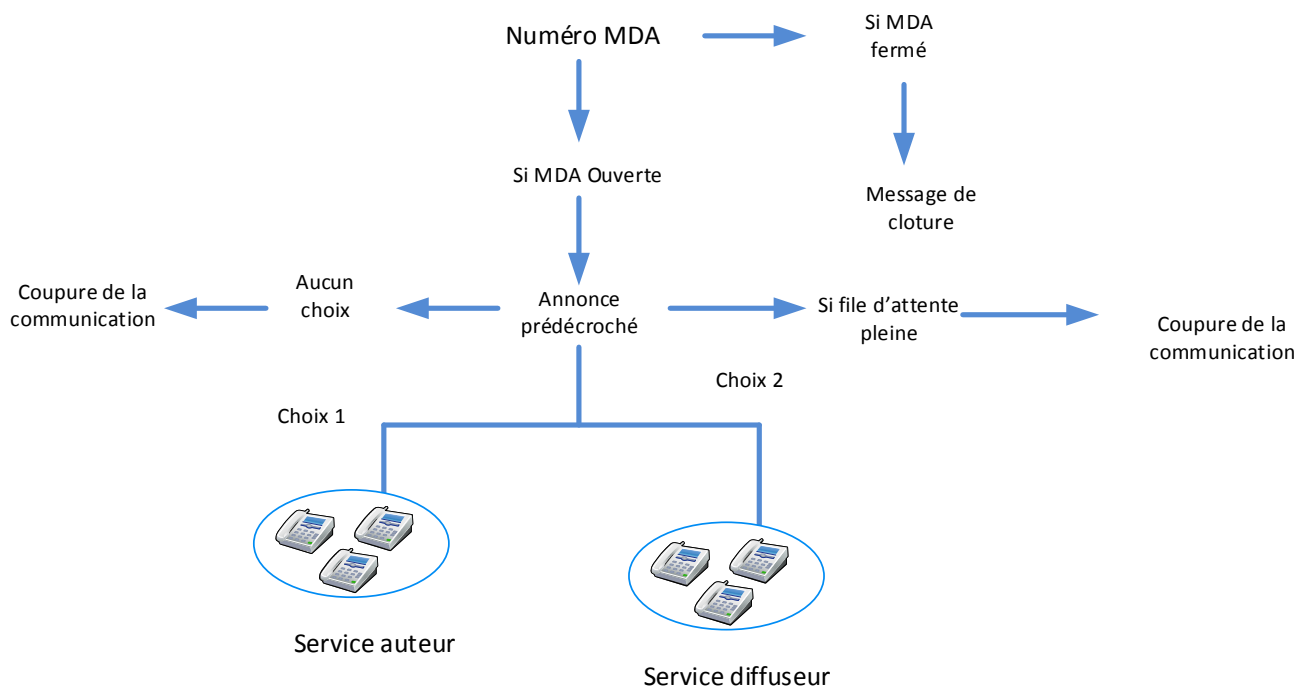 Numéro MDA
Si MDA
fermé
Si MDA Ouverte
Message de
cloture
Coupure de la
communication
Aucun
choix
Annonce
prédécroché
Si file d’attente
pleine
Coupure de la
communication
Choix 1
Choix 2
Service auteur
Service diffuseur